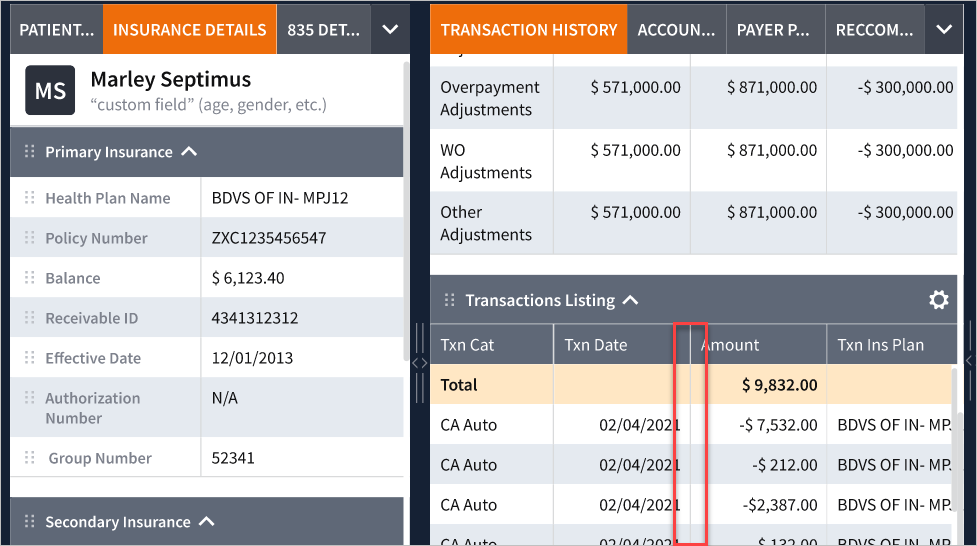 PATIENT...
INSURANCE DETAILS
835 DET...
MS
Marley Septimus
“custom field” (age, gender, etc.)
Primary Insurance
Health Plan Name BDVS OF IN- MPJ12
Policy Number ZXC1235456547
Balance $ 6,123.40
Receivable ID 4341312312
Effective Date 12/01/2013
Authorization N/A
Number
Group Number 52341
Secondary Insurance
TRANSACTION HISTORY
ACCOUN...
PAYER P...
RECCOM...
Overpayment $ 571,000.00 $ 871,000.00 -$ 300,000.00
Adjustments
WO $ 571,000.00 $ 871,000.00 -$ 300,000.00
Adjustments
Other $ 571,000.00 $ 871,000.00 -$ 300,000.00
Adjustments
Transactions Listing
Txn Cat Txn Date Amount Txn Ins Plan
Total $ 9,832.00
CA Auto 02/04/2021 -$ 7,532.00 BDVS OF IN- MP
CA Auto 02/04/2021 -$ 212.00 BDVS OF IN- MP
CA Auto 02/04/2021 -$2,387.00 BDVS OF IN- MP
CA Auto 02/04/2021 $ 132.00 BDVS OF IN- MP